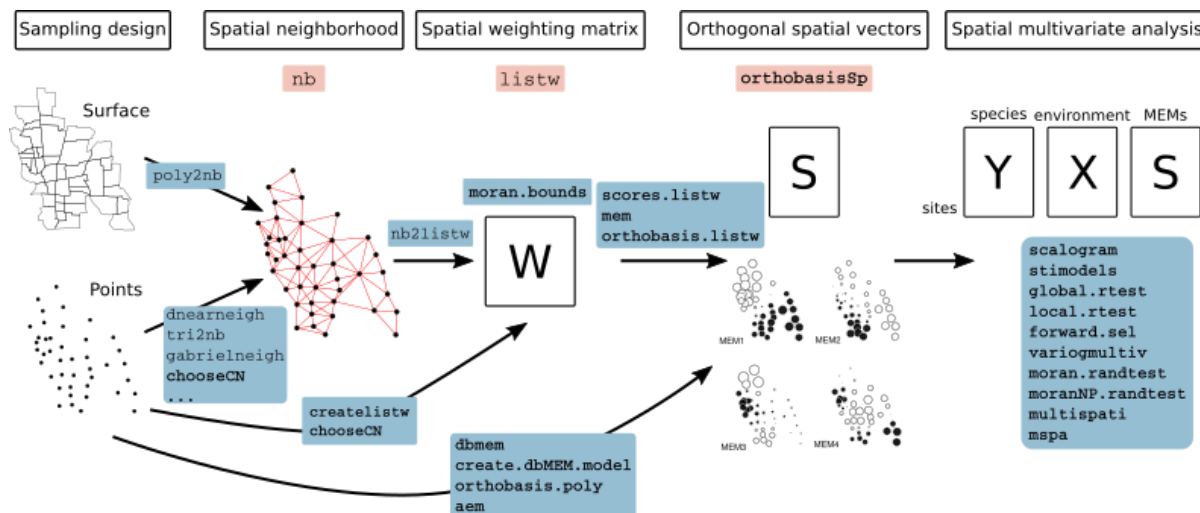 Sampling design
Spatial neighborhood
Spatial weighting matrix
Orthogonal spatial vectors
Spatial multivariate analysis
nb
listw
orthobasisSp
Surface
poly2nb
Points
dnearneigh
tri2nb
gabrielneigh
chooseCN
...
nb2listw
moran.bounds
W
createlistw
chooseCN
scores.listw
mem
orthobasis.listw
dbmem
create.dbMEM.model
orthobasis.poly
aem
S
MEM1
MEM2
MEM3
MEM4
species
environment
MEMs
Y
X
S
sites
scalogram
stimodels
global.rtest
local.rtest
forward.sel
variogmultiv
moran.randtest
moranNP.randtest
multispati
mspa